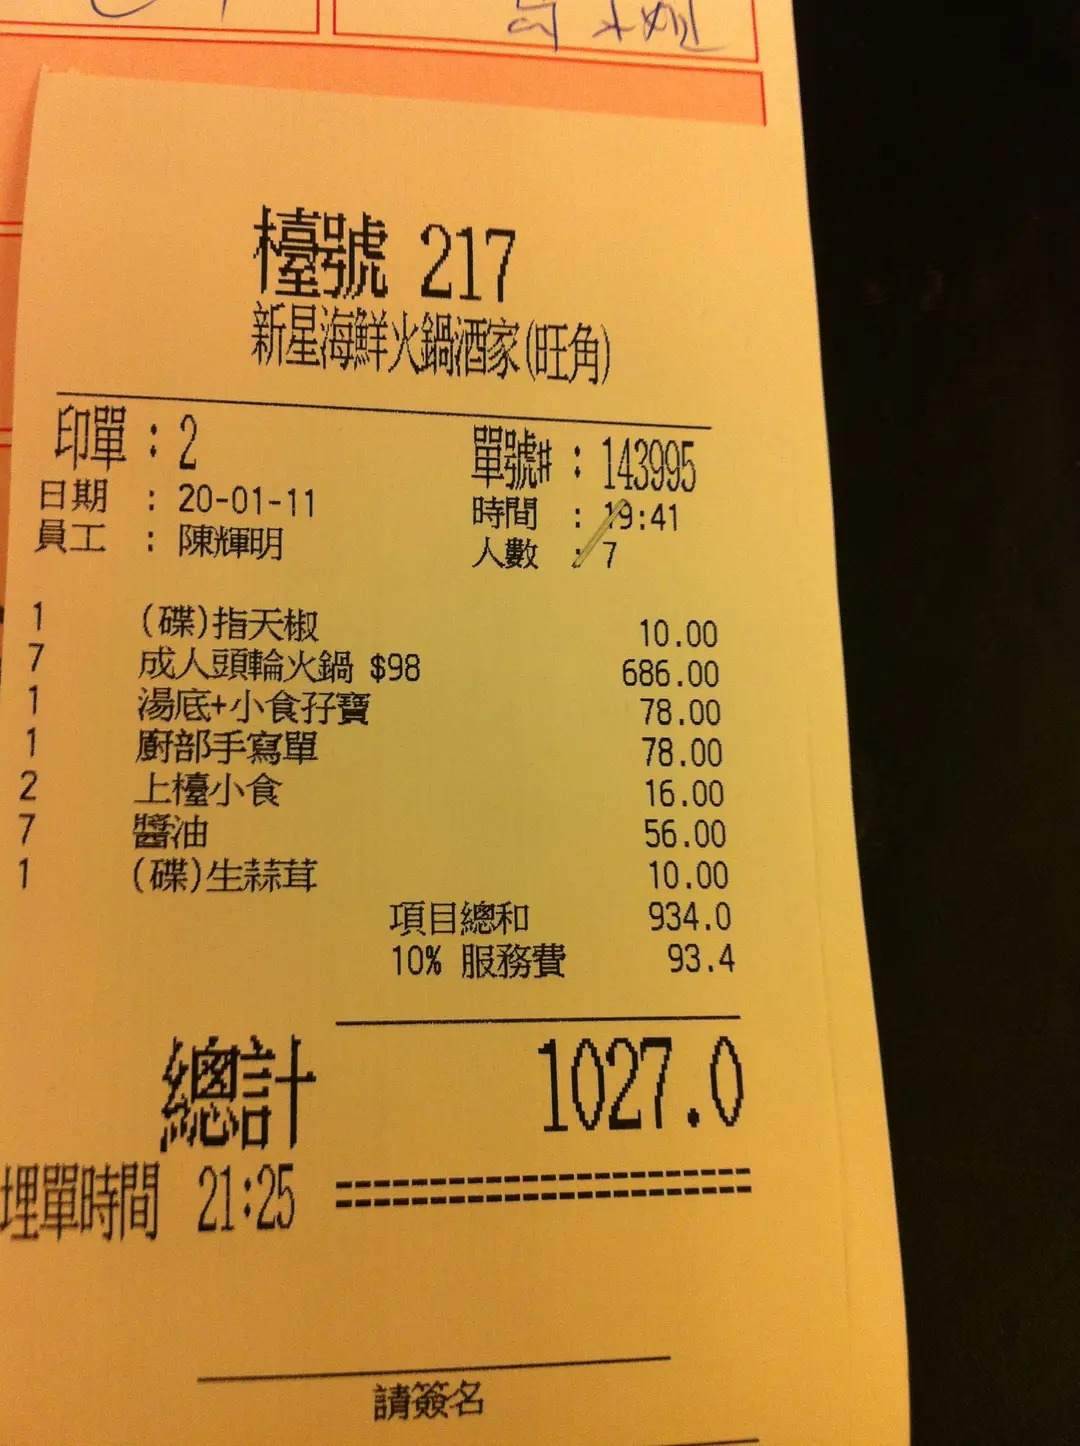 檯號 217
新星海鮮火鍋酒家(旺角)
印單 : 2 單號# : 143995
日期 : 20-01-11 時間 : 19:41
員工 : 陳輝明 人數 : 7
1 (碟)指天椒 10.00
7 成人頭輪火鍋 $98 686.00
1 湯底+小食孖寶 78.00
1 廚部手寫單 78.00
2 上檯小食 16.00
7 醬油 56.00
1 (碟)生蒜茸 10.00
項目總和 934.0
10% 服務費 93.4
總計 1027.0
埋單時間 21:25
請簽名